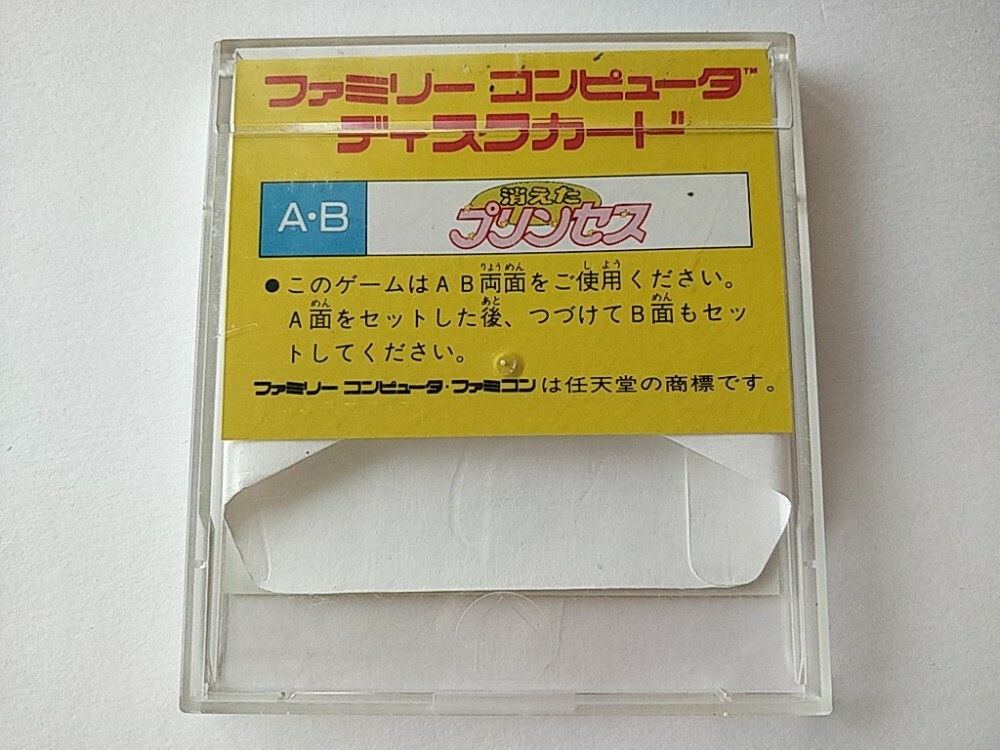 ファミリー コンピュータ™
ディスクカード
A・B
消えた
プリンセス
●このゲームはAB両面をご使用ください。
A面をセットした後、つづけてB面もセッ
トしてください。
ファミリー コンピュータ・ファミコンは任天堂の商標です。